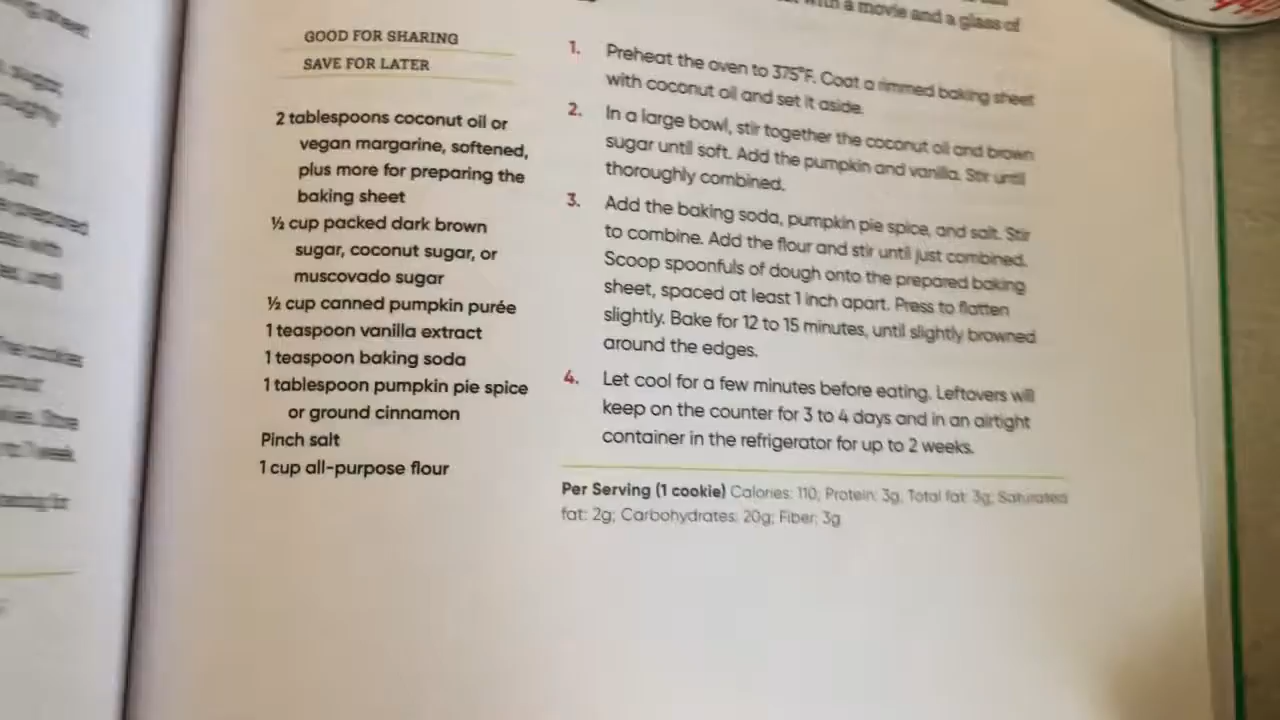 with a movie and a glass of
GOOD FOR SHARING
SAVE FOR LATER
2 tablespoons coconut oil or
vegan margarine, softened,
plus more for preparing the
baking sheet
½ cup packed dark brown
sugar, coconut sugar, or
muscovado sugar
½ cup canned pumpkin purée
1 teaspoon vanilla extract
1 teaspoon baking soda
1 tablespoon pumpkin pie spice
or ground cinnamon
Pinch salt
1 cup all-purpose flour
1. Preheat the oven to 375°F. Coat a rimmed baking sheet
with coconut oil and set it aside.
2. In a large bowl, stir together the coconut oil and brown
sugar until soft. Add the pumpkin and vanilla. Stir until
thoroughly combined.
3. Add the baking soda, pumpkin pie spice, and salt. Stir
to combine. Add the flour and stir until just combined.
Scoop spoonfuls of dough onto the prepared baking
sheet, spaced at least 1 inch apart. Press to flatten
slightly. Bake for 12 to 15 minutes, until slightly browned
around the edges.
4. Let cool for a few minutes before eating. Leftovers will
keep on the counter for 3 to 4 days and in an airtight
container in the refrigerator for up to 2 weeks.
Per Serving (1 cookie) Calories: 110; Protein: 3g; Total fat: 3g; Saturated
fat: 2g; Carbohydrates: 20g; Fiber: 3g